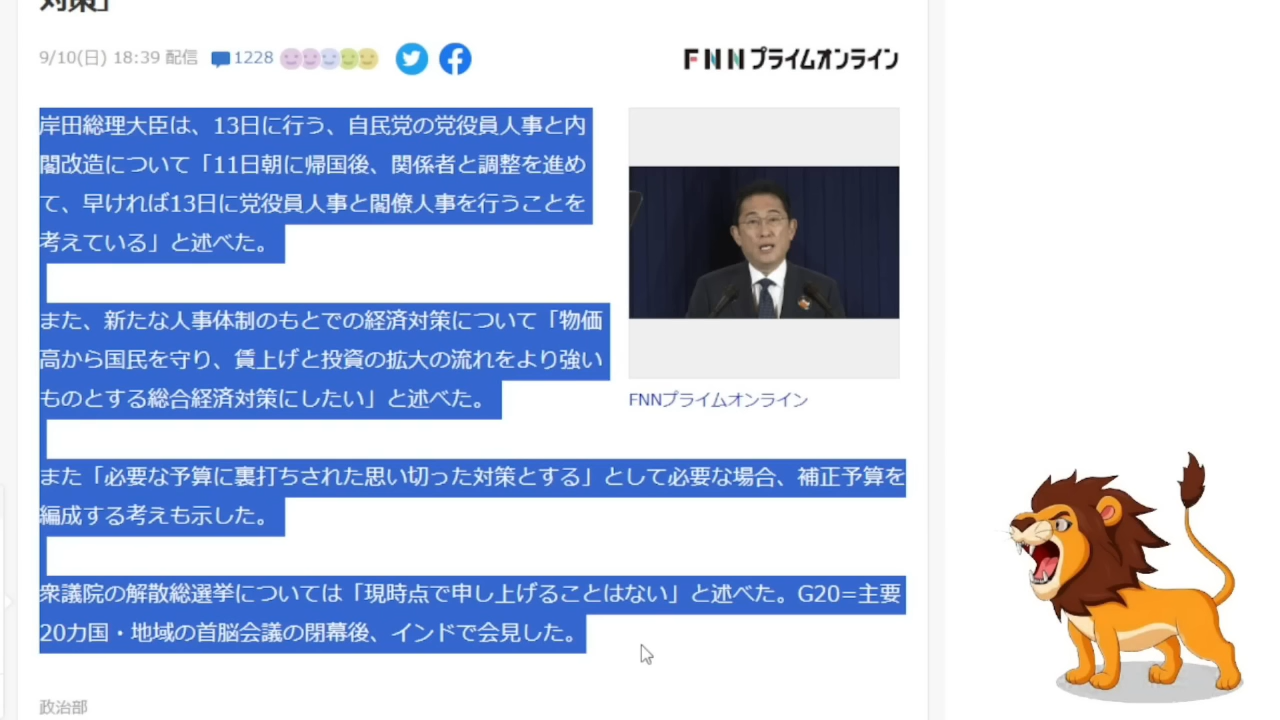 対策」
9/10(日) 18:39 配信
1228
FNNプライムオンライン
岸田総理大臣は、13日に行う、自民党の党役員人事と内
閣改造について「11日朝に帰国後、関係者と調整を進め
て、早ければ13日に党役員人事と閣僚人事を行うことを
考えている」と述べた。
また、新たな人事体制のもとでの経済対策について「物価
高から国民を守り、賃上げと投資の拡大の流れをより強い
ものとする総合経済対策にしたい」と述べた。
FNNプライムオンライン
また「必要な予算に裏打ちされた思い切った対策とする」として必要な場合、補正予算を
編成する考えも示した。
衆議院の解散総選挙については「現時点で申し上げることはない」と述べた。G20=主要
20カ国・地域の首脳会議の閉幕後、インドで会見した。
政治部